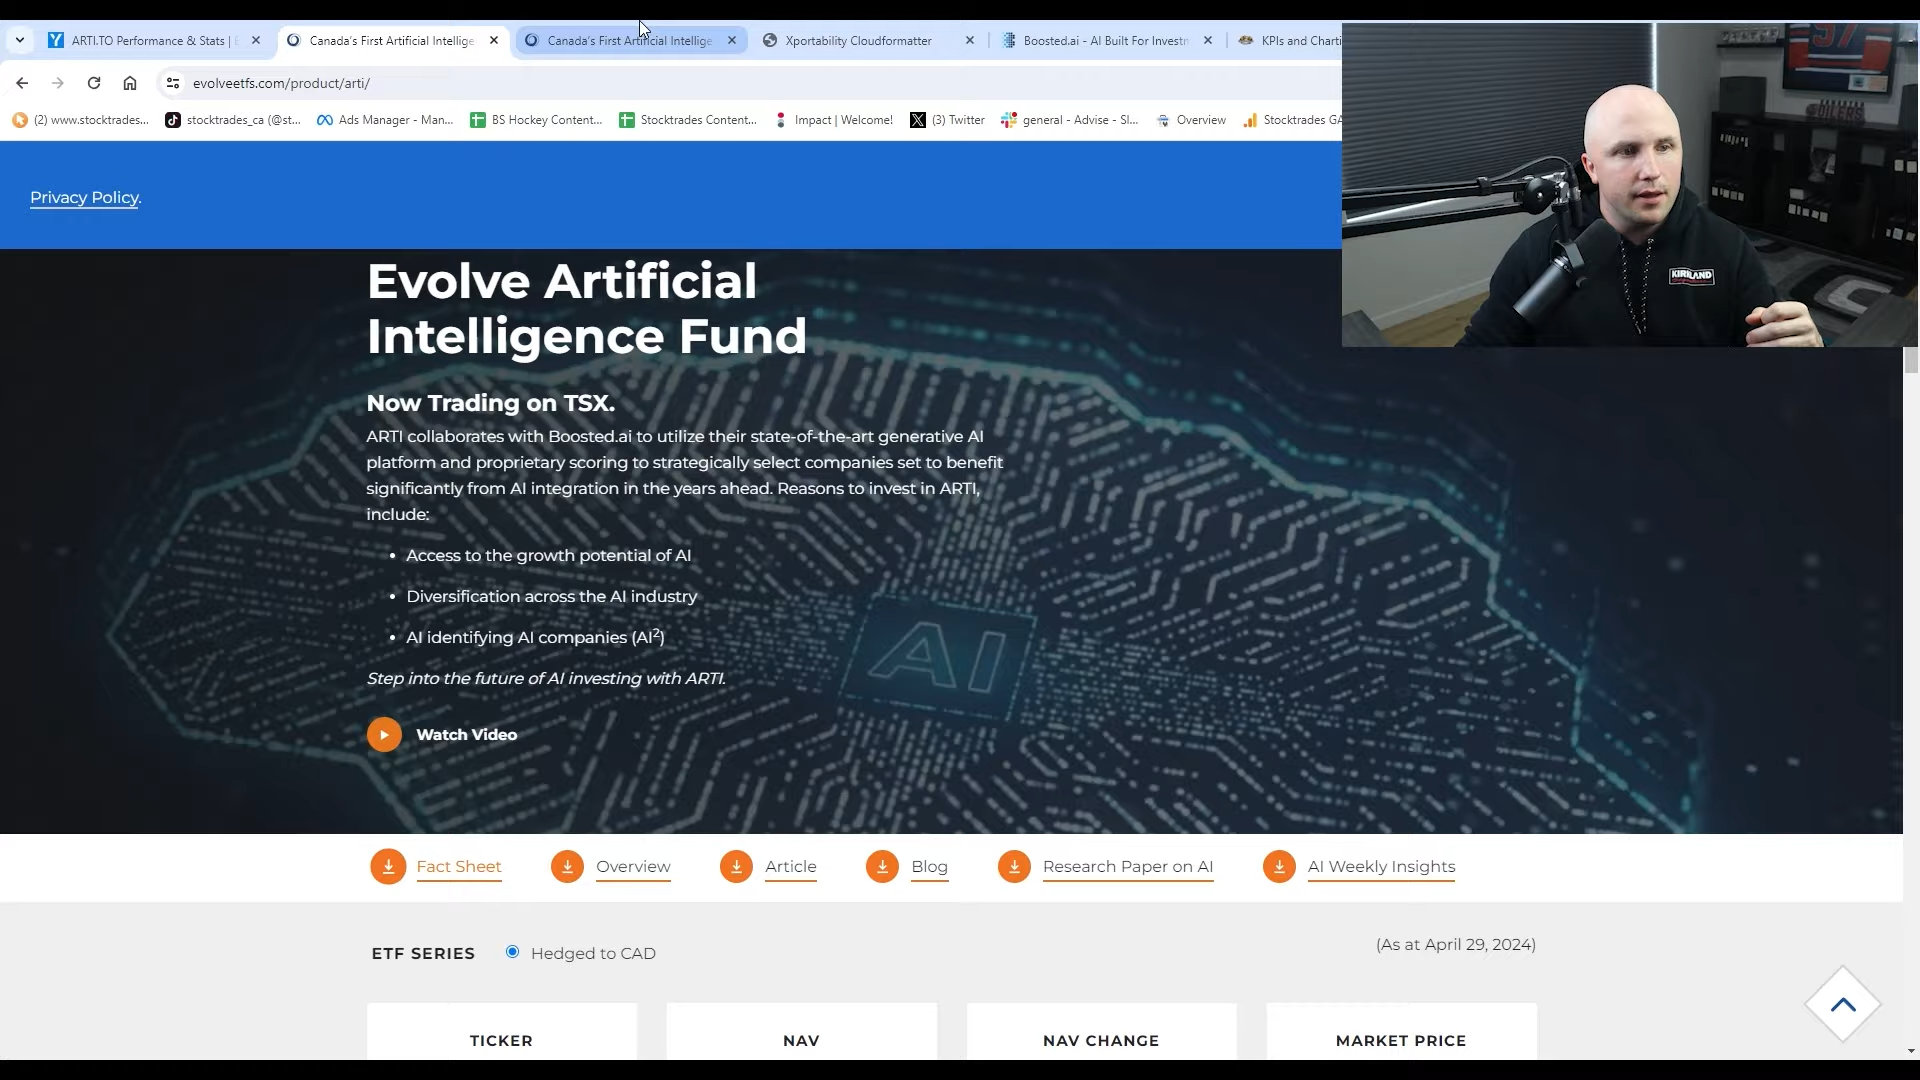 ARTI.TO Performance & Stats |
Canada's First Artificial Intellige
Canada's First Artificial Intellige
Xportability Cloudformatter
Boosted.ai - AI Built For Investm
KPIs and Charti
evolveetfs.com/product/arti/
(2) www.stocktrades...
stocktrades_ca (@st...
Ads Manager - Man...
BS Hockey Content...
Stocktrades Content...
Impact | Welcome!
(3) Twitter
general - Advise - Sl...
Overview
Stocktrades GA
97
OILERS
KIRKLAND
Privacy Policy.
Evolve Artificial
Intelligence Fund
Now Trading on TSX.
ARTI collaborates with Boosted.ai to utilize their state-of-the-art generative AI
platform and proprietary scoring to strategically select companies set to benefit
significantly from AI integration in the years ahead. Reasons to invest in ARTI,
include:
• Access to the growth potential of AI
• Diversification across the AI industry
• AI identifying AI companies (AI²)
Step into the future of AI investing with ARTI.
AI
Watch Video
Fact Sheet
Overview
Article
Blog
Research Paper on AI
AI Weekly Insights
ETF SERIES
Hedged to CAD
(As at April 29, 2024)
TICKER
NAV
NAV CHANGE
MARKET PRICE